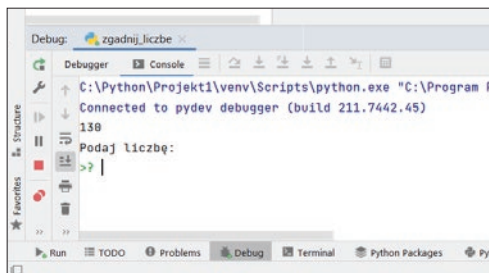 Debug: zgadnij_liczbe
Debugger Console
C:\Python\Projekt1\venv\Scripts\python.exe "C:\Program
Connected to pydev debugger (build 211.7442.45)
130
Podaj liczbę:
>?
Structure
Favorites
Run TODO Problems Debug Terminal Python Packages Py